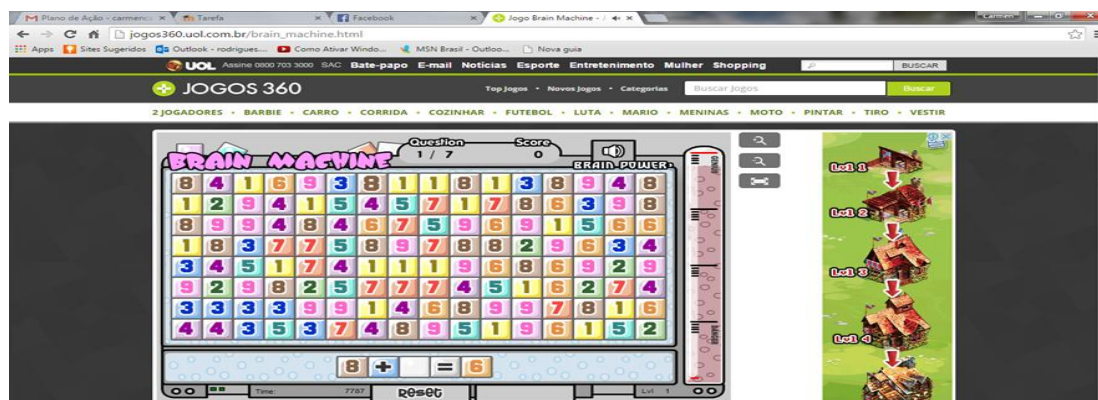 Plano de Ação - carmenci
Tarefa
Facebook
Jogo Brain Machine - J
Carmen
jogos360.uol.com.br/brain_machine.html
Apps Sites Sugeridos Outlook - rodrigues.... Como Ativar Windo... MSN Brasil - Outloo... Nova guia
UOL Assine 0800 703 3000 SAC Bate-papo E-mail Notícias Esporte Entretenimento Mulher Shopping BUSCAR
JOGOS 360 Top Jogos • Novos Jogos • Categorias Buscar Jogos Buscar
2 JOGADORES • BARBIE • CARRO • CORRIDA • COZINHAR • FUTEBOL • LUTA • MARIO • MENINAS • MOTO • PINTAR • TIRO • VESTIR
BRAIN MACHINE
Question
1 / 7
Score
0
BRAIN POWER
8 4 1 6 9 3 8 1 1 8 1 3 8 9 4 8
1 2 9 4 1 5 4 5 7 1 7 8 6 3 9 8
8 9 9 4 8 4 6 7 5 9 6 9 1 5 6 6
1 8 3 7 7 5 8 9 7 8 8 2 9 6 3 4
3 4 5 1 7 4 1 1 1 9 6 8 6 9 2 9
9 2 9 8 2 5 7 7 7 4 5 1 6 2 7 4
3 3 3 3 9 9 1 4 6 8 9 9 7 8 1 6
4 4 3 5 3 7 4 8 9 5 1 9 6 1 5 2
8 + = 6
Time: 7787
Reset
Lvl 1
Lvl 1
Lvl 2
Lvl 3
Lvl 4